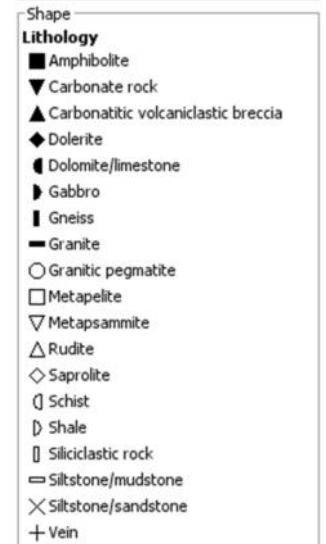 Shape
Lithology
Amphibolite
Carbonate rock
Carbonatitic volcaniclastic breccia
Dolerite
Dolomite/limestone
Gabbro
Gneiss
Granite
Granitic pegmatite
Metapelite
Metapsammite
Rudite
Saprolite
Schist
Shale
Siliciclastic rock
Siltstone/mudstone
Siltstone/sandstone
Vein